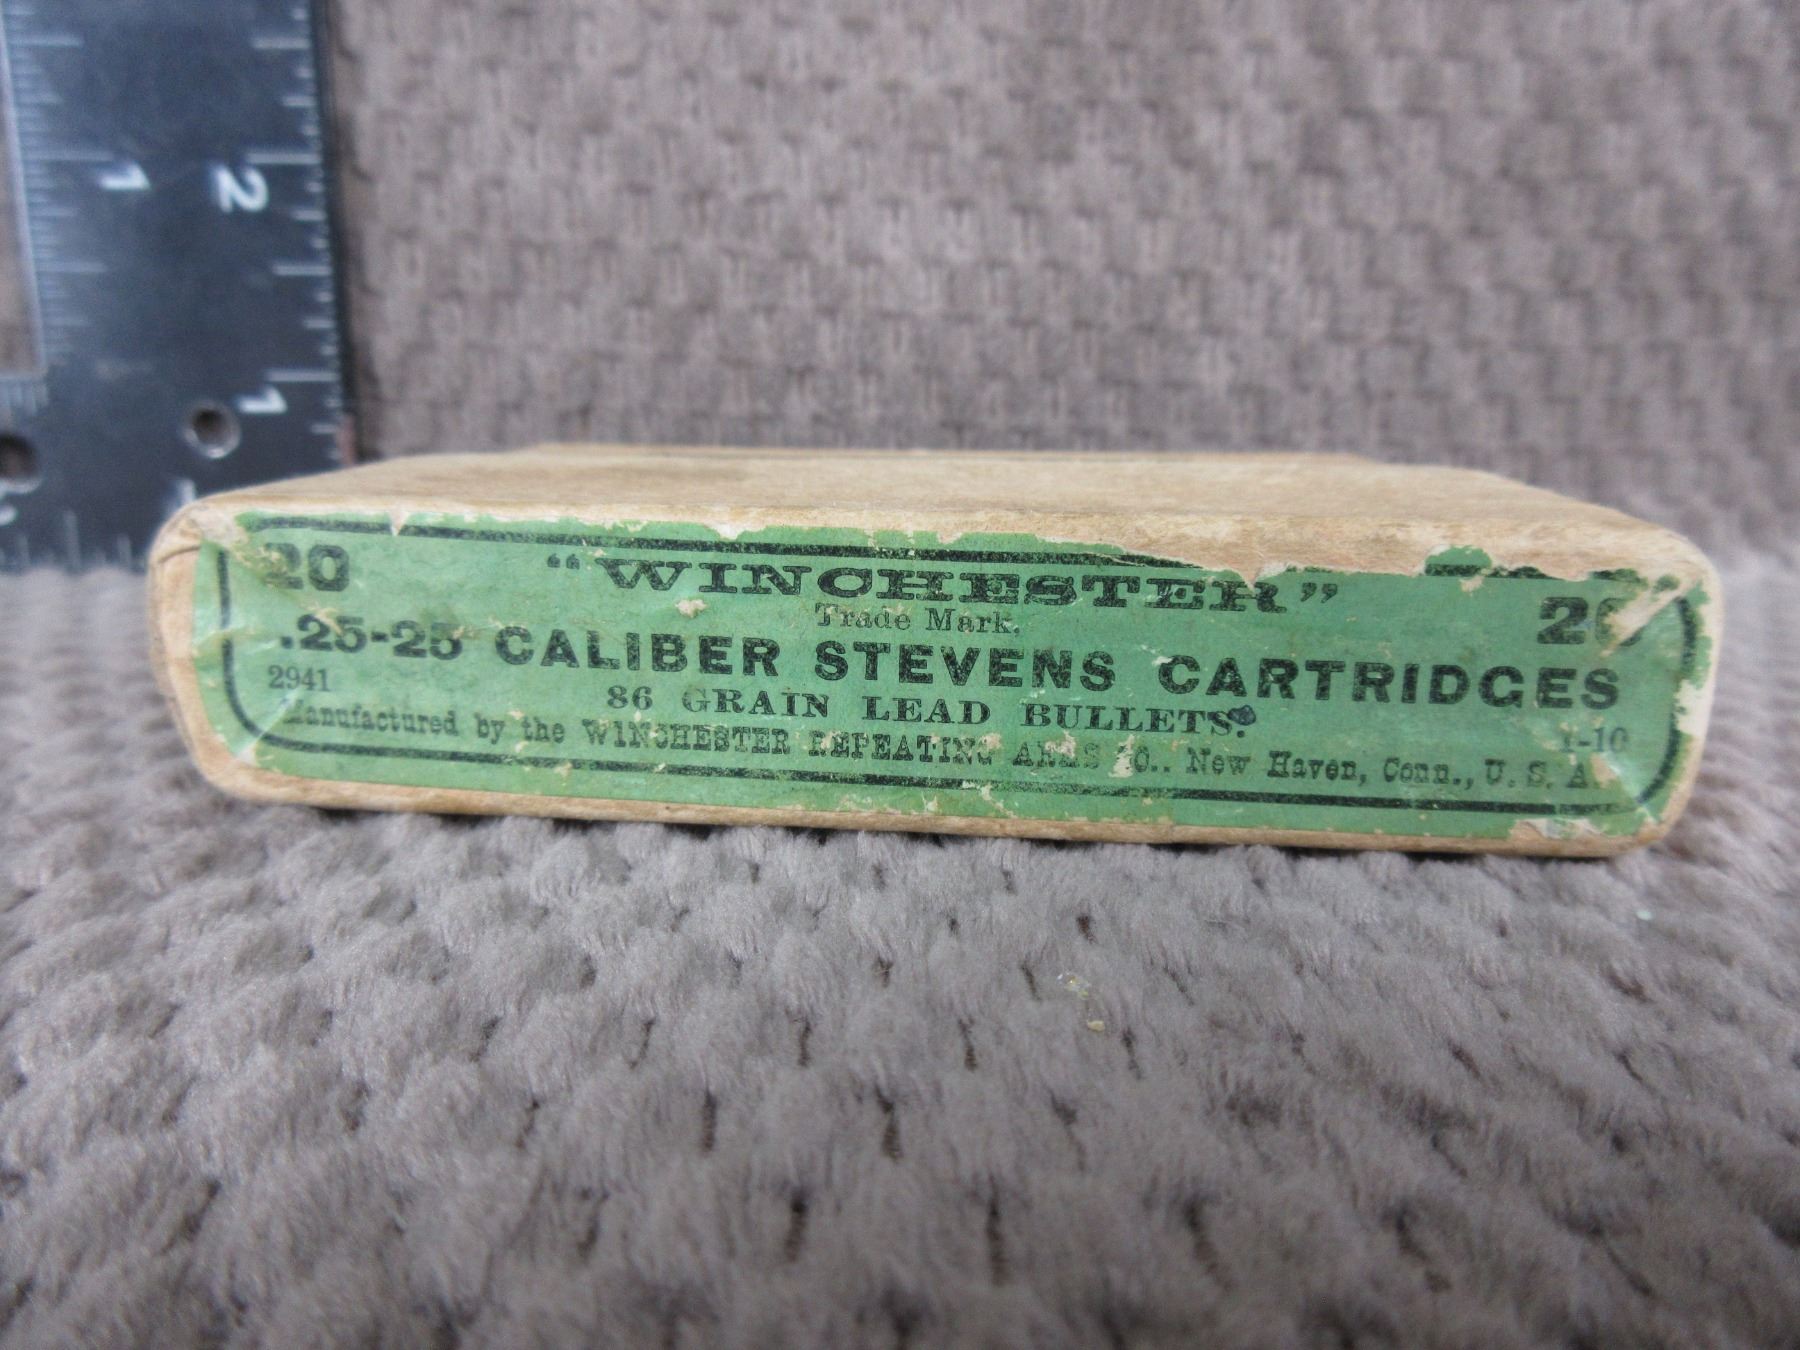 1
2
1
20 "WINCHESTER" 20
Trade Mark.
.25-25 CALIBER STEVENS CARTRIDGES
2941 86 GRAIN LEAD BULLETS. 1-10
Manufactured by the WINCHESTER REPEATING ARMS CO., New Haven, Conn., U. S. A.